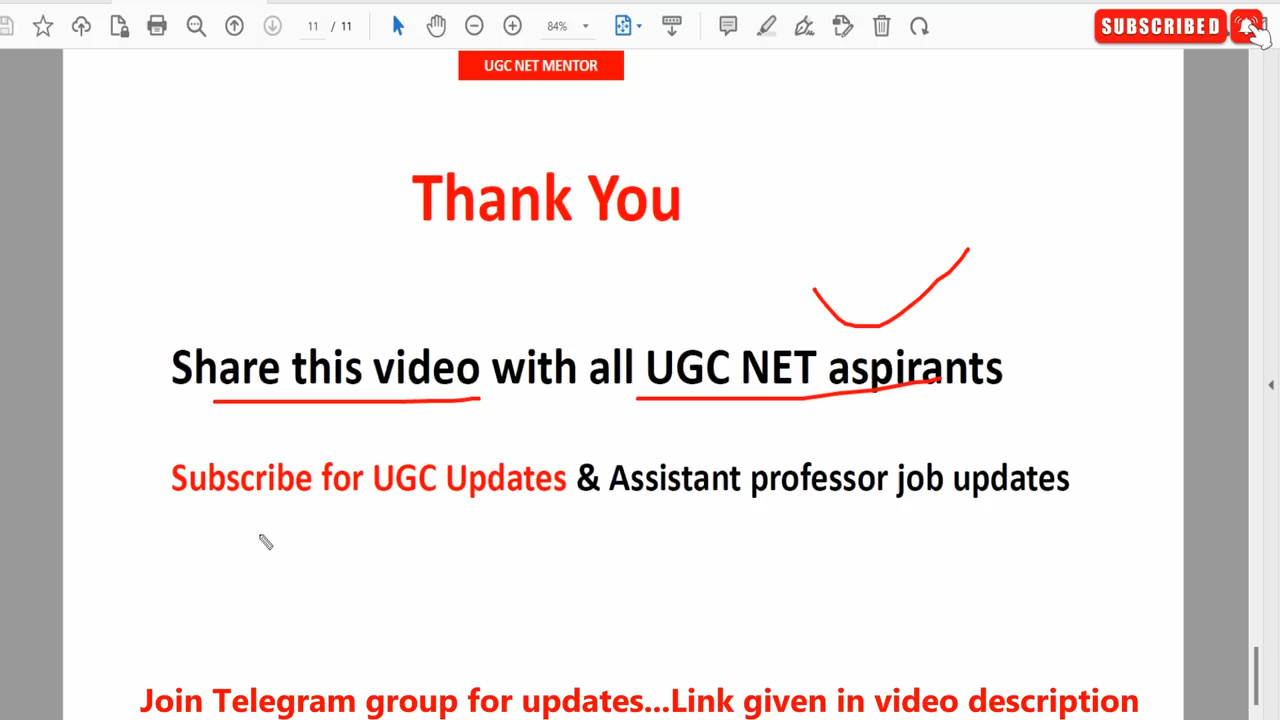 11 / 11
84%
SUBSCRIBED
UGC NET MENTOR
Thank You
Share this video with all UGC NET aspirants
Subscribe for UGC Updates & Assistant professor job updates
Join Telegram group for updates...Link given in video description